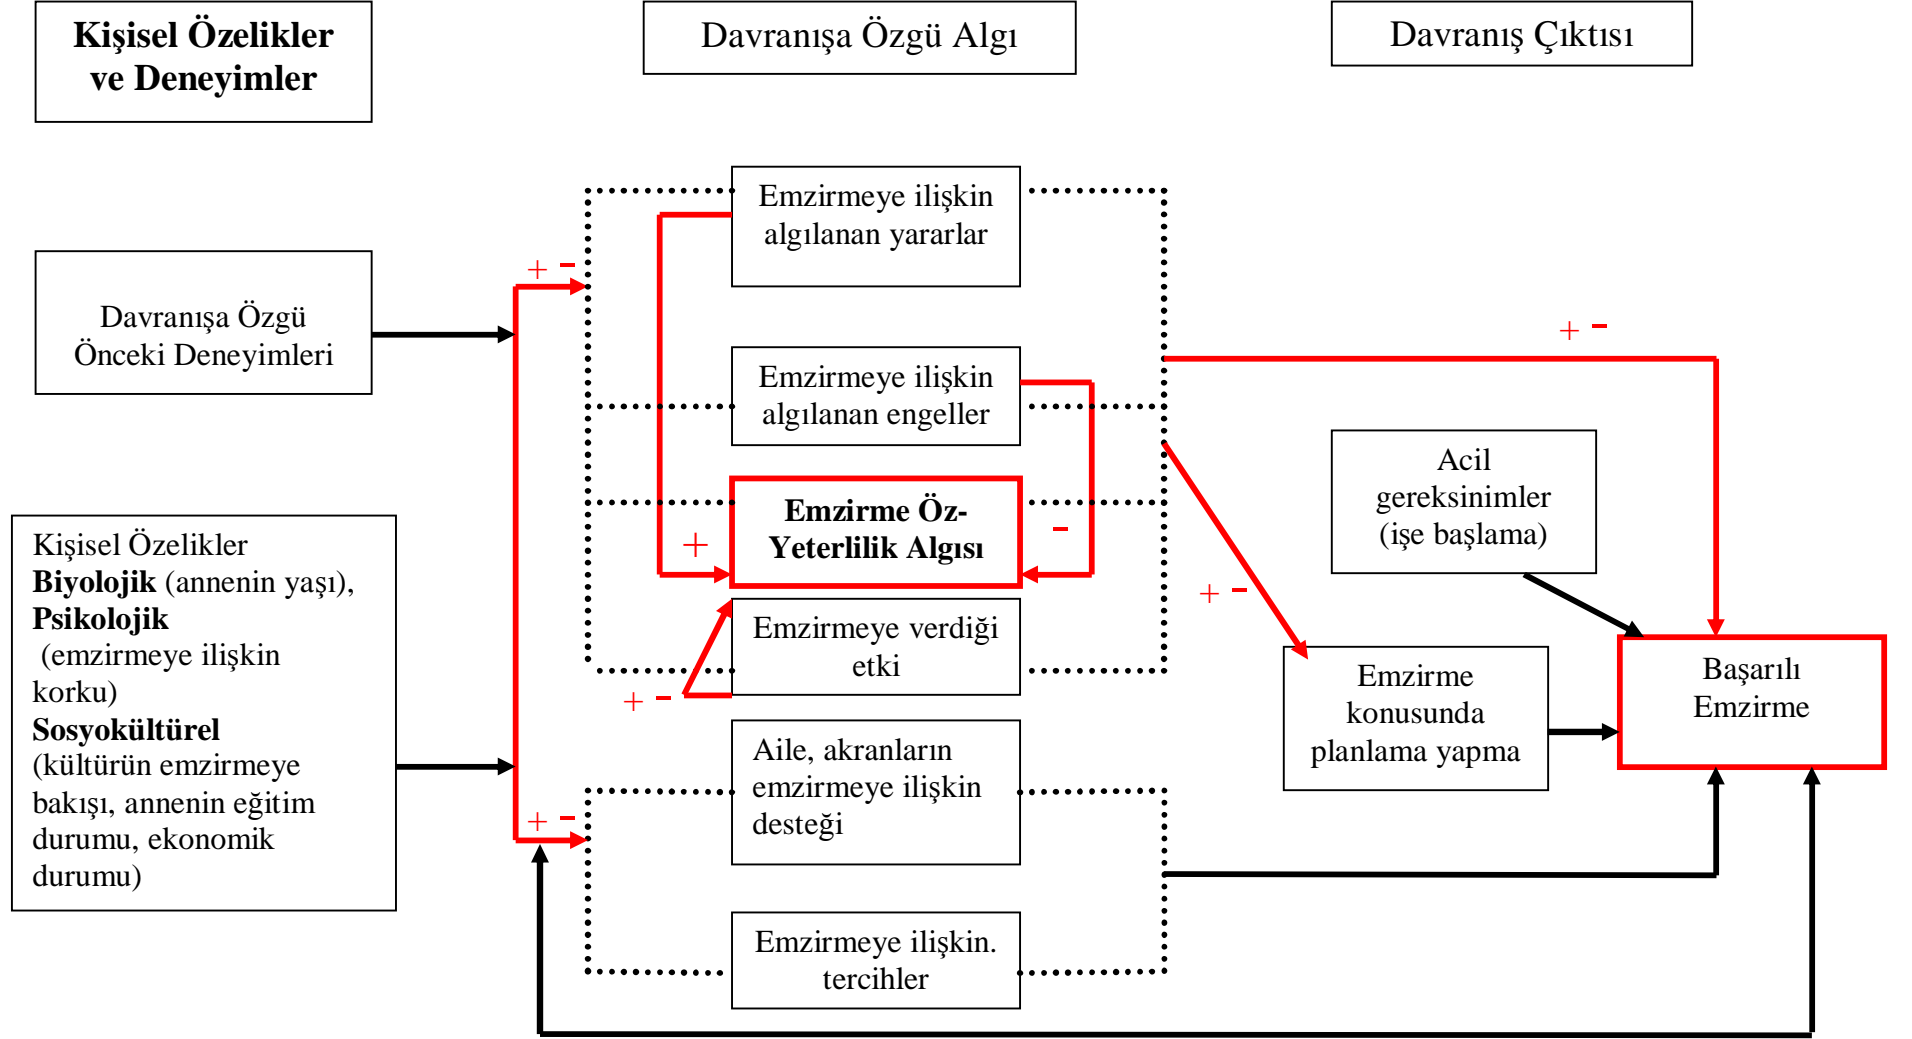 Kişisel Özelikler
ve Deneyimler
Davranışa Özgü Algı
Davranış Çıktısı
Emzirmeye ilişkin
algılanan yararlar
+ -
Davranışa Özgü
Önceki Deneyimleri
+ -
Emzirmeye ilişkin
algılanan engeller
Acil
gereksinimler
(işe başlama)
Emzirme Öz-
Yeterlilik Algısı
+
-
Kişisel Özelikler
Biyolojik (annenin yaşı),
Psikolojik
(emzirmeye ilişkin
korku)
Sosyokültürel
(kültürün emzirmeye
bakışı, annenin eğitim
durumu, ekonomik
durumu)
+ -
Emzirmeye verdiği
etki
+ -
Emzirme
konusunda
planlama yapma
Başarılı
Emzirme
Aile, akranların
emzirmeye ilişkin
desteği
+ -
Emzirmeye ilişkin.
tercihler